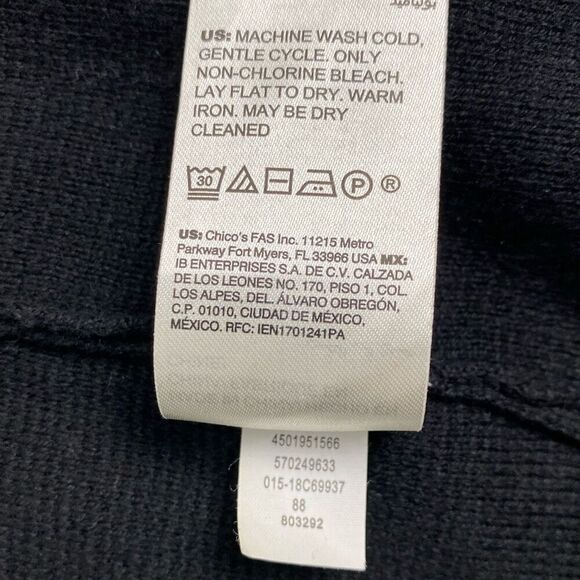 بولياميد
US: MACHINE WASH COLD,
GENTLE CYCLE. ONLY
NON-CHLORINE BLEACH.
LAY FLAT TO DRY. WARM
IRON. MAY BE DRY
CLEANED
30 P ®
US: Chico's FAS Inc. 11215 Metro
Parkway Fort Myers, FL 33966 USA MX:
IB ENTERPRISES S.A. DE C.V. CALZADA
DE LOS LEONES NO. 170, PISO 1, COL.
LOS ALPES, DEL. ÁLVARO OBREGÓN,
C.P. 01010, CIUDAD DE MÉXICO,
MÉXICO. RFC: IEN1701241PA
4501951566
570249633
015-18C69937
88
803292